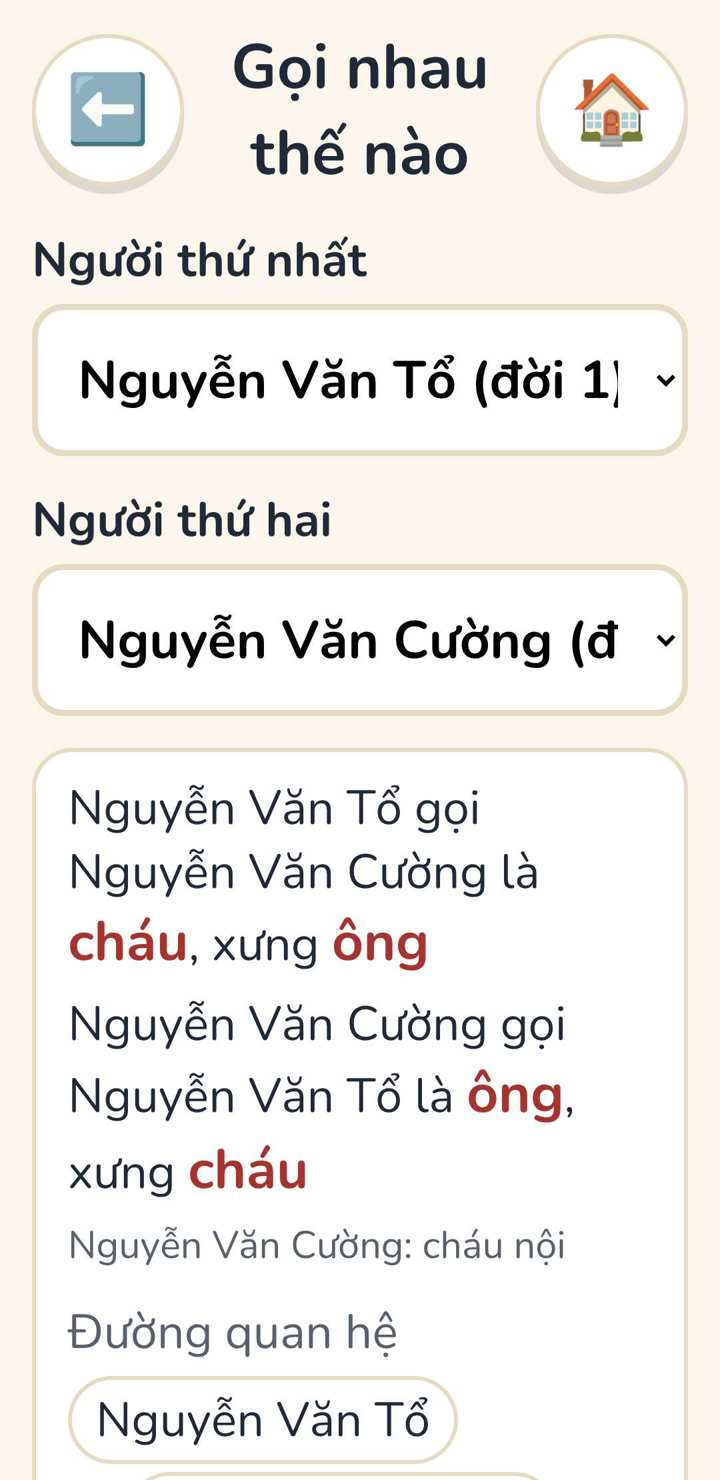 Gọi nhau
thế nào
Người thứ nhất
Nguyễn Văn Tổ (đời 1)
Người thứ hai
Nguyễn Văn Cường (đ
Nguyễn Văn Tổ gọi
Nguyễn Văn Cường là
cháu, xưng ông
Nguyễn Văn Cường gọi
Nguyễn Văn Tổ là ông,
xưng cháu
Nguyễn Văn Cường: cháu nội
Đường quan hệ
Nguyễn Văn Tổ